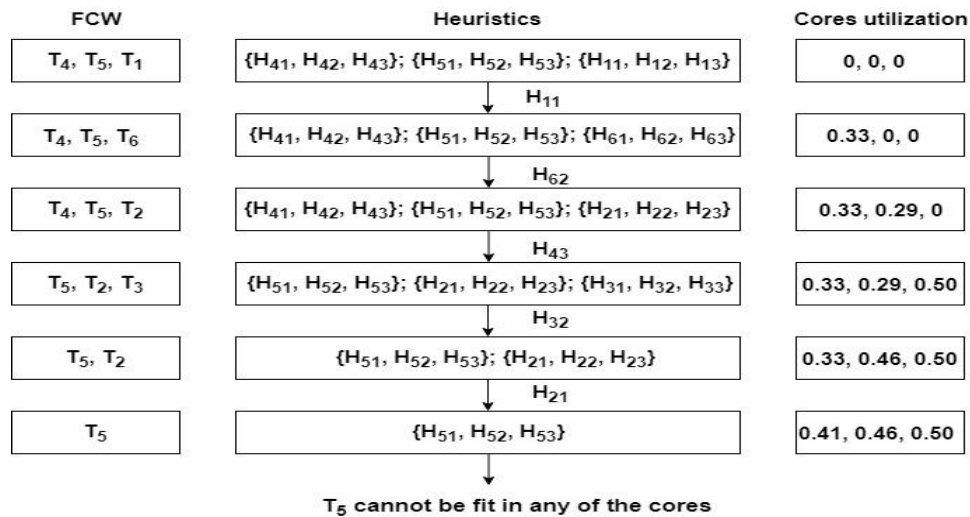 FCW Heuristics Cores utilization
T₄, T₅, T₁ {H₄₁, H₄₂, H₄₃}; {H₅₁, H₅₂, H₅₃}; {H₁₁, H₁₂, H₁₃} 0, 0, 0
H₁₁
T₄, T₅, T₆ {H₄₁, H₄₂, H₄₃}; {H₅₁, H₅₂, H₅₃}; {H₆₁, H₆₂, H₆₃} 0.33, 0, 0
H₆₂
T₄, T₅, T₂ {H₄₁, H₄₂, H₄₃}; {H₅₁, H₅₂, H₅₃}; {H₂₁, H₂₂, H₂₃} 0.33, 0.29, 0
H₄₃
T₅, T₂, T₃ {H₅₁, H₅₂, H₅₃}; {H₂₁, H₂₂, H₂₃}; {H₃₁, H₃₂, H₃₃} 0.33, 0.29, 0.50
H₃₂
T₅, T₂ {H₅₁, H₅₂, H₅₃}; {H₂₁, H₂₂, H₂₃} 0.33, 0.46, 0.50
H₂₁
T₅ {H₅₁, H₅₂, H₅₃} 0.41, 0.46, 0.50
T₅ cannot be fit in any of the cores